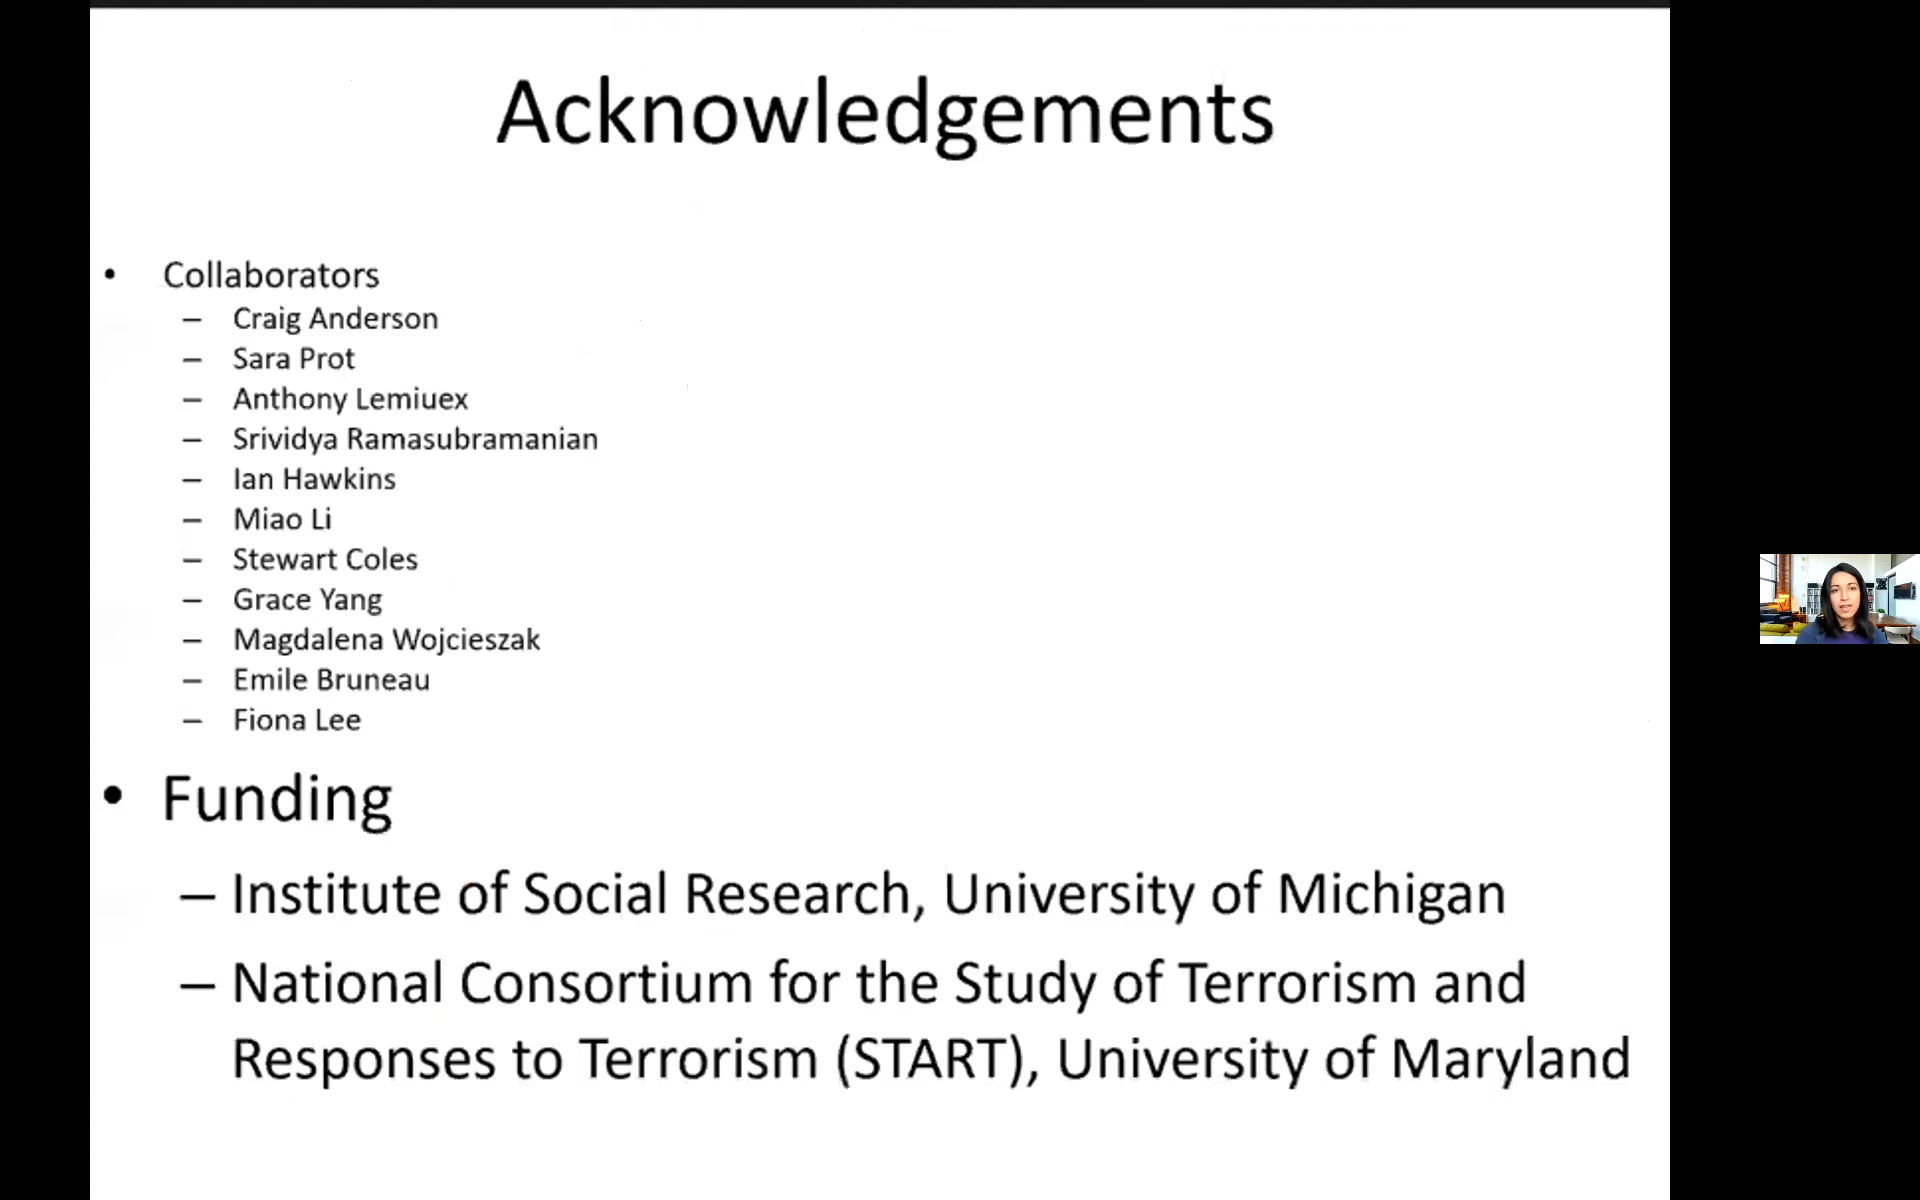 Acknowledgements
• Collaborators
– Craig Anderson
– Sara Prot
– Anthony Lemiuex
– Srividya Ramasubramanian
– Ian Hawkins
– Miao Li
– Stewart Coles
– Grace Yang
– Magdalena Wojcieszak
– Emile Bruneau
– Fiona Lee
• Funding
– Institute of Social Research, University of Michigan
– National Consortium for the Study of Terrorism and
Responses to Terrorism (START), University of Maryland